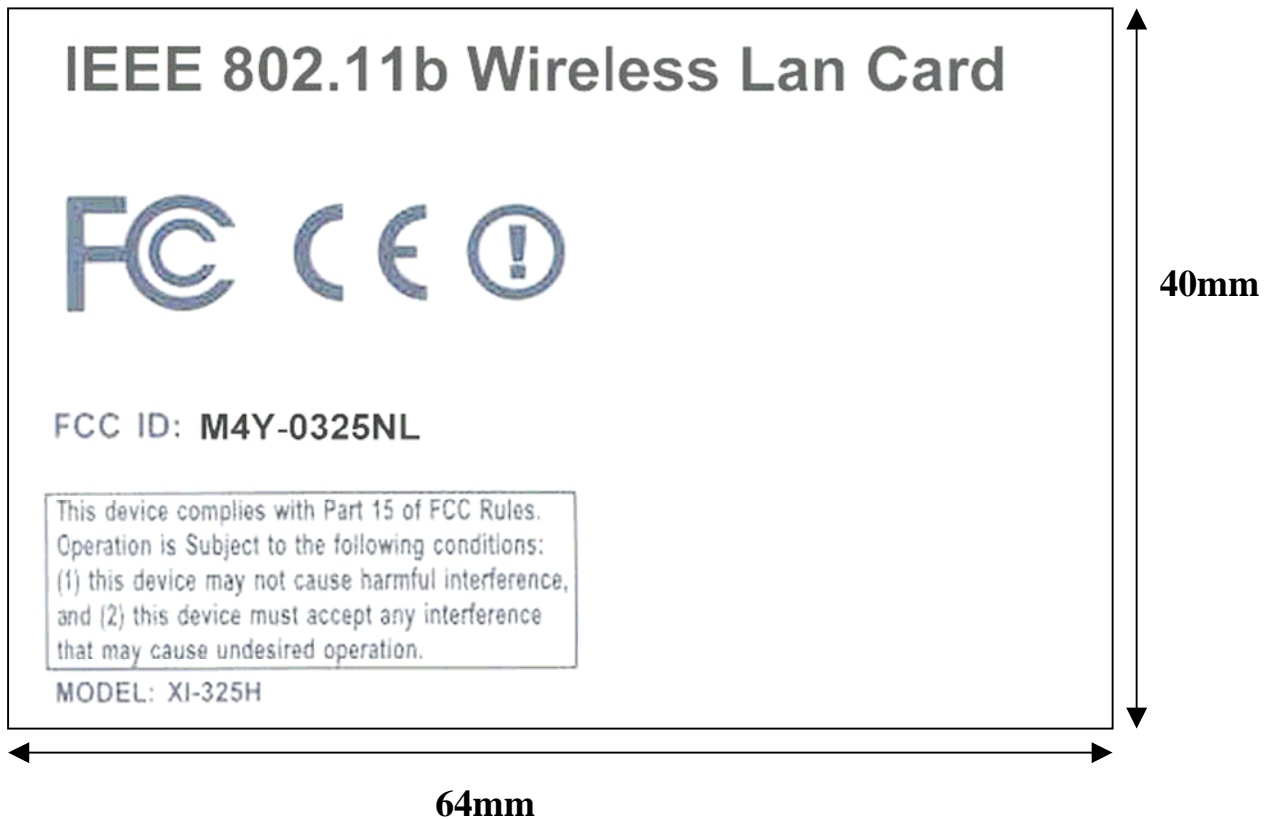 IEEE 802.11b Wireless Lan Card
FCC CE !
40mm
FCC ID: M4Y-0325NL
This device complies with Part 15 of FCC Rules.
Operation is Subject to the following conditions:
(1) this device may not cause harmful interference,
and (2) this device must accept any interference
that may cause undesired operation.
MODEL: XI-325H
64mm